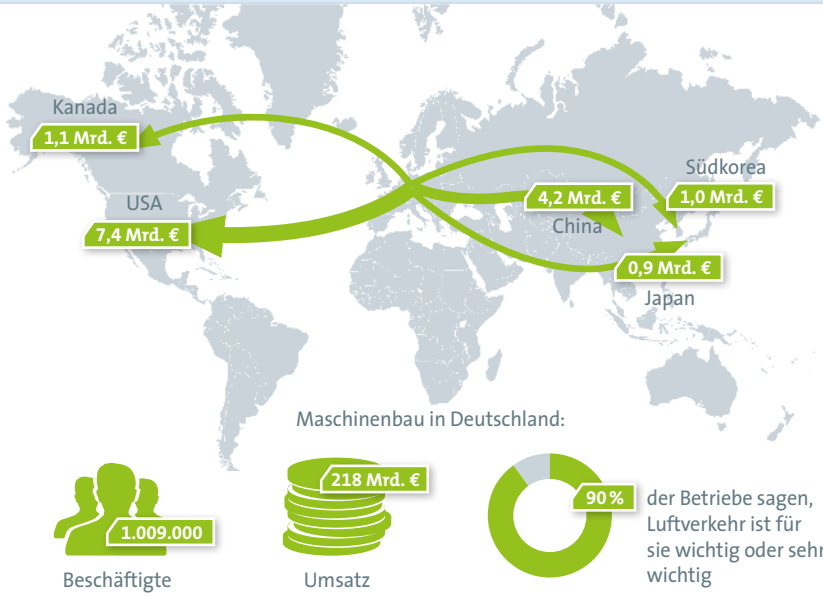 Kanada
1,1 Mrd. €
USA
7,4 Mrd. €
4,2 Mrd. €
China
Südkorea
1,0 Mrd. €
0,9 Mrd. €
Japan
Maschinenbau in Deutschland:
1.009.000
Beschäftigte
218 Mrd. €
Umsatz
90 %
der Betriebe sagen,
Luftverkehr ist für
sie wichtig oder sehr
wichtig